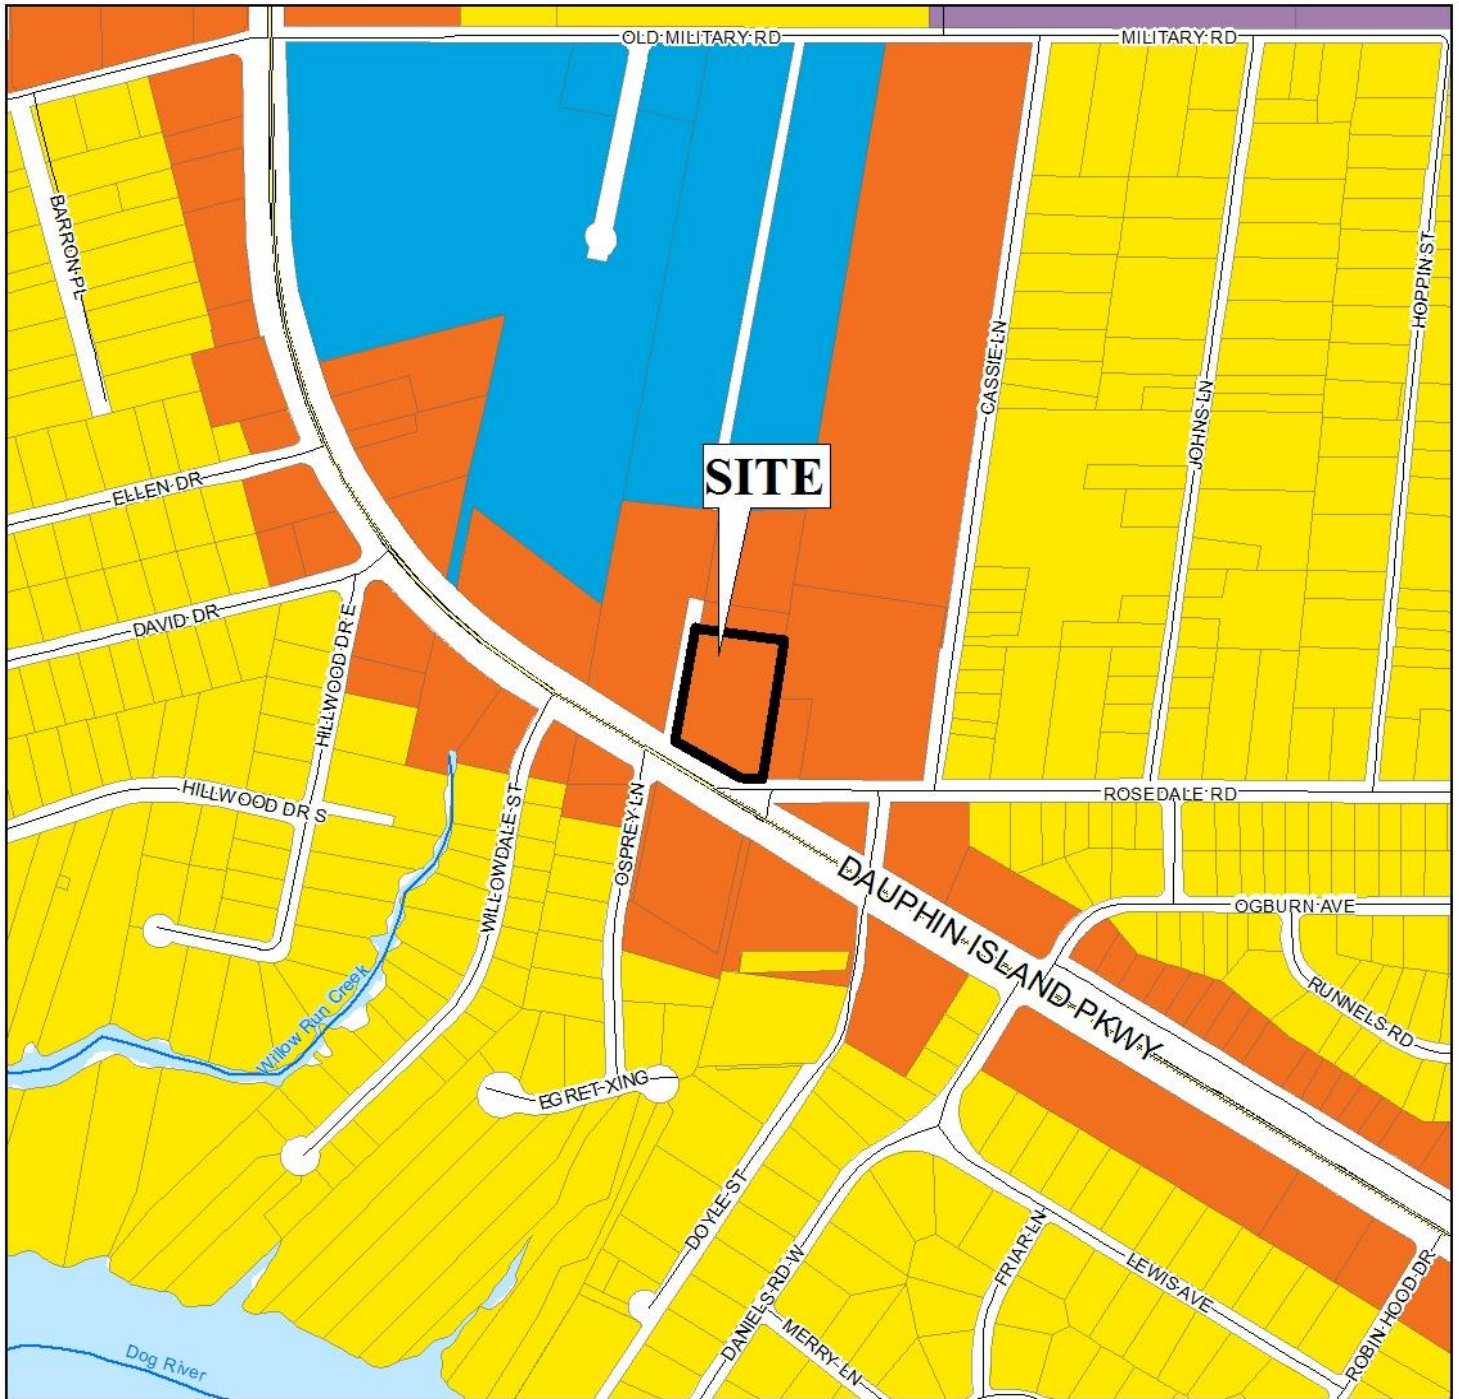 OLD MILITARY RD
MILITARY RD
BARRON PL
HOPPIN ST
CASSIE LN
JOHNS LN
SITE
ELLEN DR
DAVID DR
HILLWOOD DR E
HILLWOOD DR S
ROSEDALE RD
WILLOWDALE ST
OSPREY LN
DAUPHIN ISLAND PKWY
OGBURN AVE
RUNNELS RD
Willow Run Creek
EGRET XING
DOYLE ST
DANIELS RD W
FRIAR LN
LEWIS AVE
ROBIN HOOD DR
MERRY LN
Dog River